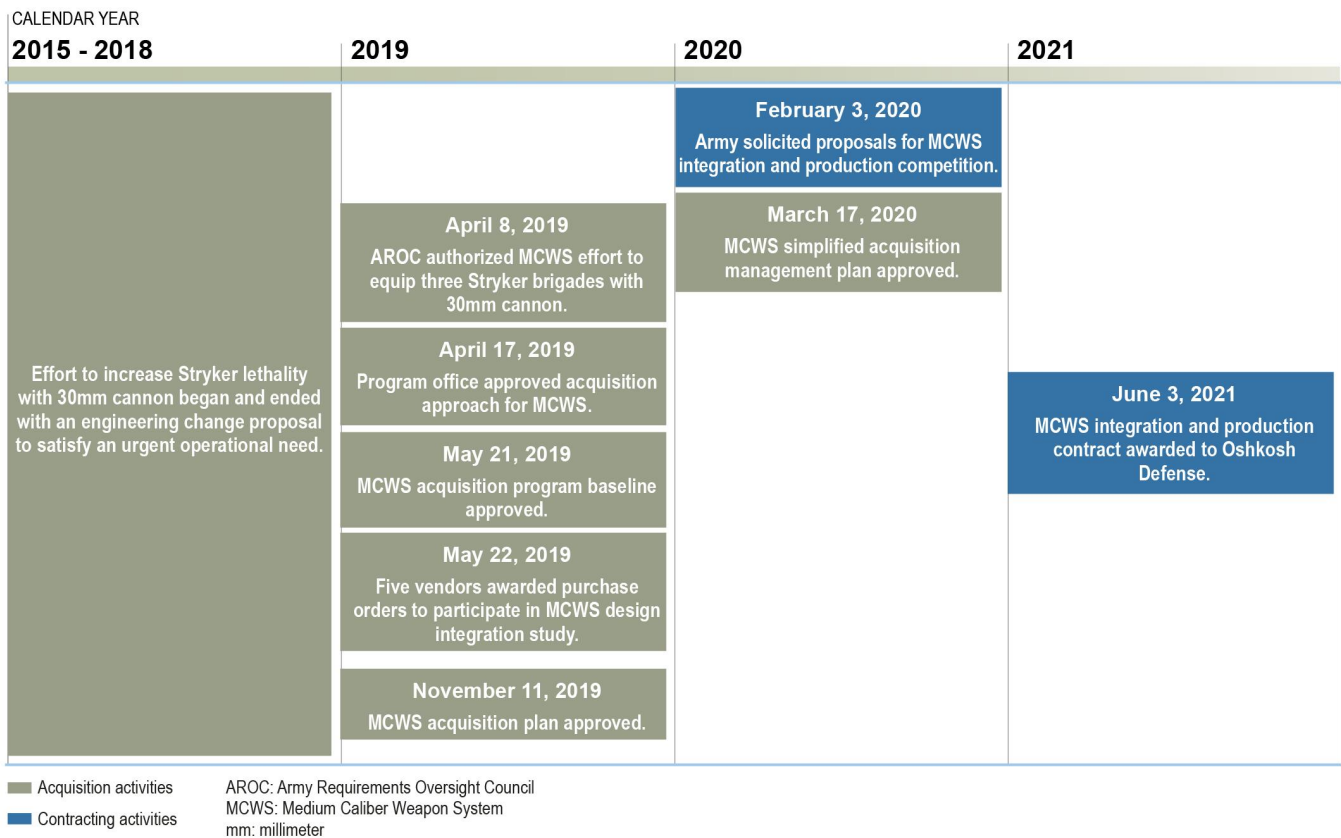 CALENDAR YEAR
2015 - 2018
2019
2020
2021
Effort to increase Stryker lethality
with 30mm cannon began and ended
with an engineering change proposal
to satisfy an urgent operational need.
April 8, 2019
AROC authorized MCWS effort to
equip three Stryker brigades with
30mm cannon.
April 17, 2019
Program office approved acquisition
approach for MCWS.
May 21, 2019
MCWS acquisition program baseline
approved.
May 22, 2019
Five vendors awarded purchase
orders to participate in MCWS design
integration study.
November 11, 2019
MCWS acquisition plan approved.
February 3, 2020
Army solicited proposals for MCWS
integration and production competition.
March 17, 2020
MCWS simplified acquisition
management plan approved.
June 3, 2021
MCWS integration and production
contract awarded to Oshkosh
Defense.
Acquisition activities
Contracting activities
AROC: Army Requirements Oversight Council
MCWS: Medium Caliber Weapon System
mm: millimeter